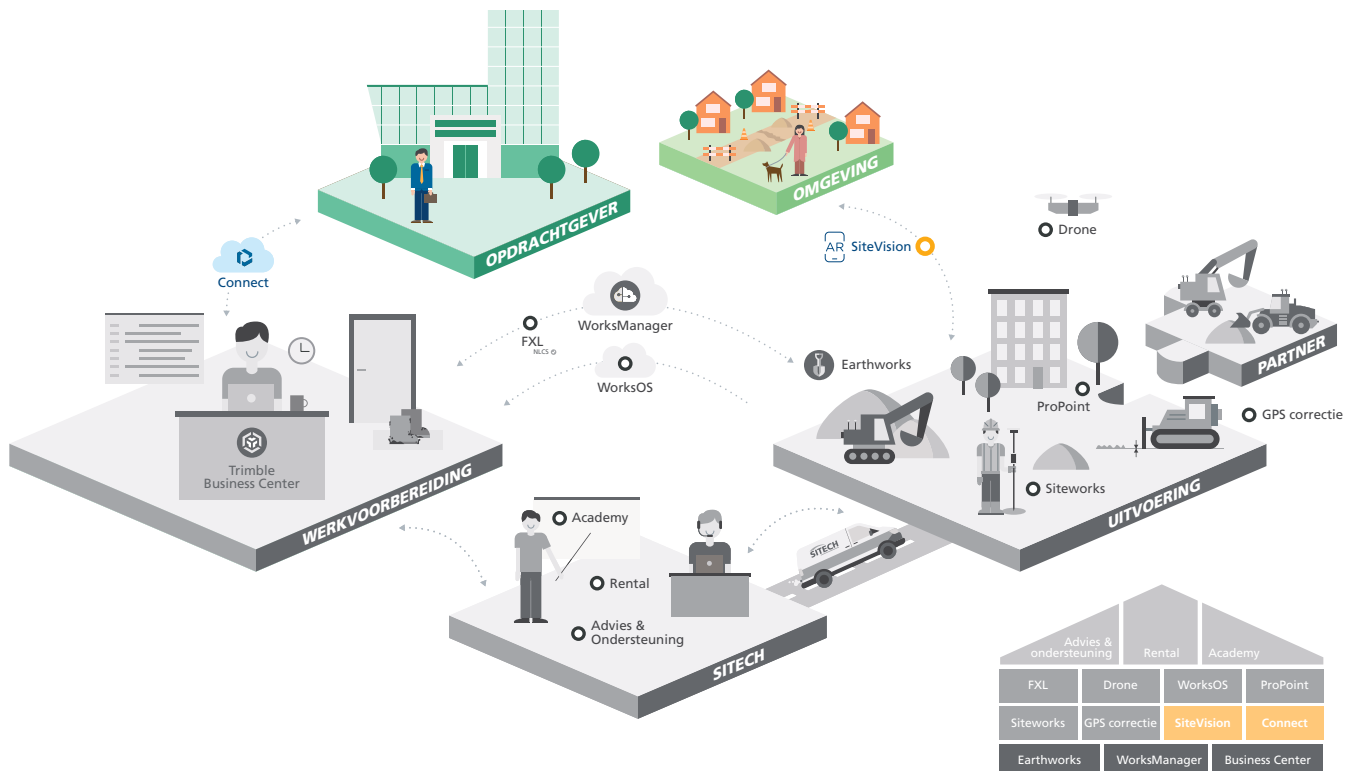 OPDRACHTGEVER
OMGEVING
AR SiteVision
Drone
Connect
WorksManager
FXL
NLCS
WorksOS
Earthworks
PARTNER
ProPoint
GPS correctie
Trimble
Business Center
WERKVOORBEREIDING
Siteworks
UITVOERING
Academy
SITECH
Rental
Advies &
Ondersteuning
SITECH
Advies &
ondersteuning
Rental
Academy
FXL
Drone
WorksOS
ProPoint
Siteworks
GPS correctie
SiteVision
Connect
Earthworks
WorksManager
Business Center